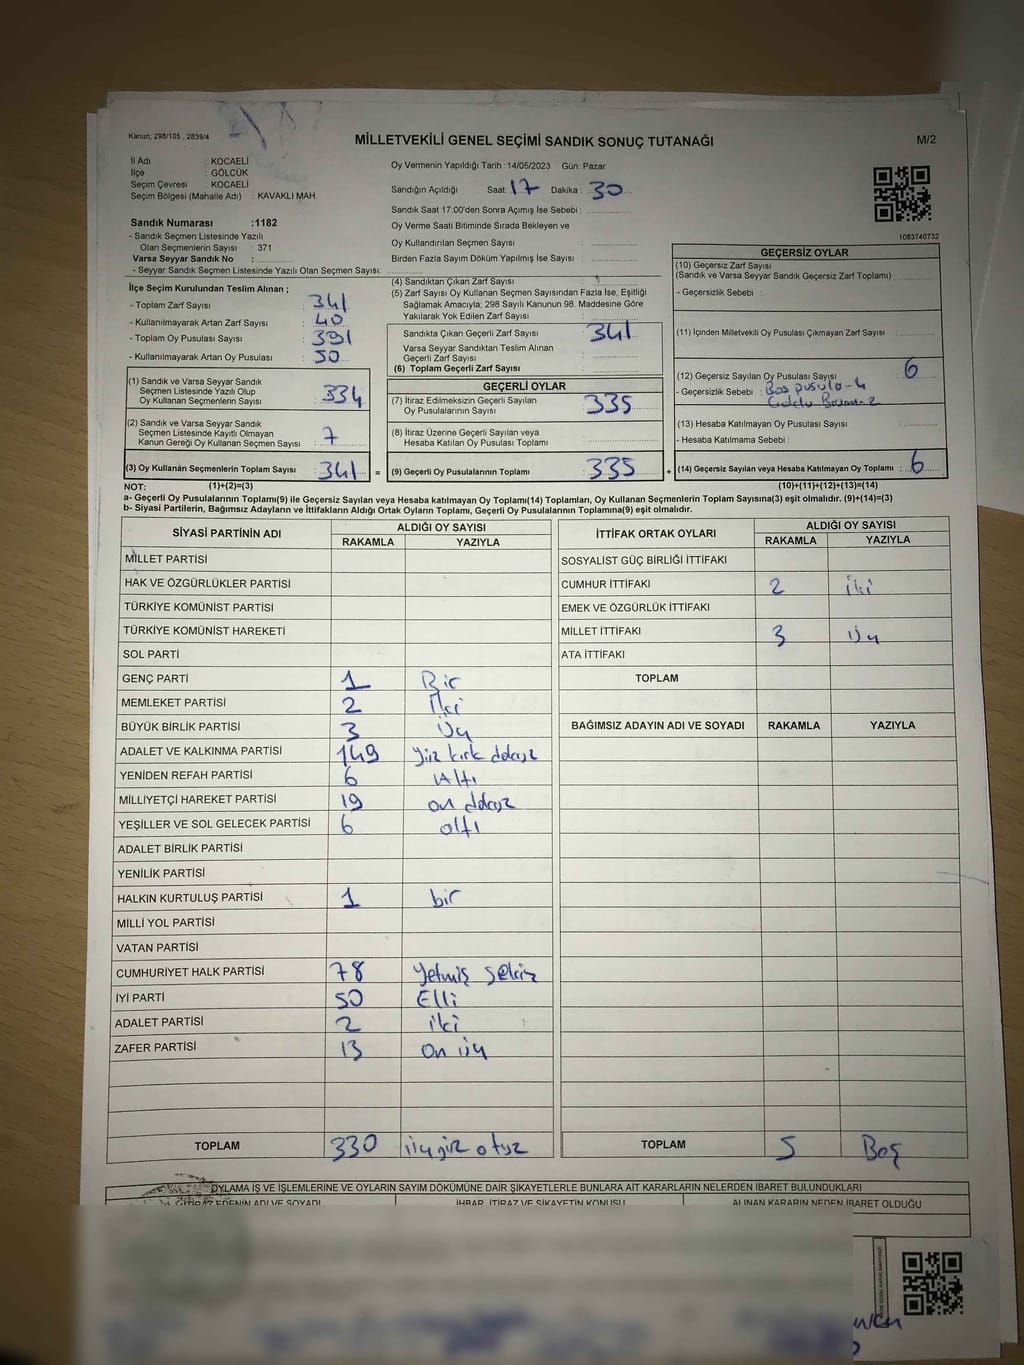 Kanun; 298/105 , 2839/4
MİLLETVEKİLİ GENEL SEÇİMİ SANDIK SONUÇ TUTANAĞI
M/2
İl Adı : KOCAELİ
İlçe : GÖLCÜK
Seçim Çevresi : KOCAELİ
Seçim Bölgesi (Mahalle Adı) : KAVAKLI MAH.
Oy Vermenin Yapıldığı Tarih : 14/05/2023 Gün: Pazar
Sandığın Açıldığı Saat: 17 Dakika : 30
Sandık Saat 17:00'den Sonra Açımış İse Sebebi :
Sandık Numarası :1182
- Sandık Seçmen Listesinde Yazılı
Olan Seçmenlerin Sayısı : 371
Varsa Seyyar Sandık No :
- Seyyar Sandık Seçmen Listesinde Yazılı Olan Seçmen Sayısı:
Oy Verme Saati Bitiminde Sırada Bekleyen ve
Oy Kullandırılan Seçmen Sayısı :
Birden Fazla Sayım Döküm Yapılmış İse Sayısı :
1083740732
İlçe Seçim Kurulundan Teslim Alınan ;
- Toplam Zarf Sayısı : 341
- Kullanılmayarak Artan Zarf Sayısı : 40
- Toplam Oy Pusulası Sayısı : 391
- Kullanılmayarak Artan Oy Pusulası : 50
(4) Sandıktan Çıkan Zarf Sayısı :
(5) Zarf Sayısı Oy Kullanan Seçmen Sayısından Fazla İse, Eşitliği
Sağlamak Amacıyla, 298 Sayılı Kanunun 98. Maddesine Göre
Yakılarak Yok Edilen Zarf Sayısı :
Sandıkta Çıkan Geçerli Zarf Sayısı : 341
Varsa Seyyar Sandıktan Teslim Alınan
Geçerli Zarf Sayısı :
(6) Toplam Geçerli Zarf Sayısı :
GEÇERSİZ OYLAR
(10) Geçersiz Zarf Sayısı
(Sandık ve Varsa Seyyar Sandık Geçersiz Zarf Toplamı) :
- Geçersizlik Sebebi :
(11) İçinden Milletvekili Oy Pusulası Çıkmayan Zarf Sayısı :
(12) Geçersiz Sayılan Oy Pusulası Sayısı : 6
- Geçersizlik Sebebi : Boş pusula-4
(13) Hesaba Katılmayan Oy Pusulası Sayısı :
- Hesaba Katılmama Sebebi :
(14) Geçersiz Sayılan veya Hesaba Katılmayan Oy Toplamı : 6
(1) Sandık ve Varsa Seyyar Sandık
Seçmen Listesinde Yazılı Olup
Oy Kullanan Seçmenlerin Sayısı : 334
(2) Sandık ve Varsa Seyyar Sandık
Seçmen Listesinde Kayıtlı Olmayan
Kanun Gereği Oy Kullanan Seçmen Sayısı : 7
(3) Oy Kullanan Seçmenlerin Toplam Sayısı : 341 =
GEÇERLİ OYLAR
(7) İtiraz Edilmeksizin Geçerli Sayılan
Oy Pusulalarının Sayısı : 335
(8) İtiraz Üzerine Geçerli Sayılan veya
Hesaba Katılan Oy Pusulası Toplamı :
(9) Geçerli Oy Pusulalarının Toplamı : 335 +
NOT: (1)+(2)=(3)
(10)+(11)+(12)+(13)=(14)
a- Geçerli Oy Pusulalarının Toplamı(9) ile Geçersiz Sayılan veya Hesaba katılmayan Oy Toplamı(14) Toplamları, Oy Kullanan Seçmenlerin Toplam Sayısına(3) eşit olmalıdır. (9)+(14)=(3)
b- Siyasi Partilerin, Bağımsız Adayların ve İttifakların Aldığı Ortak Oyların Toplamı, Geçerli Oy Pusulalarının Toplamına(9) eşit olmalıdır.
SİYASİ PARTİNİN ADI ALDIĞI OY SAYISI
RAKAMLA YAZIYLA
MİLLET PARTİSİ
HAK VE ÖZGÜRLÜKLER PARTİSİ
TÜRKİYE KOMÜNİST PARTİSİ
TÜRKİYE KOMÜNİST HAREKETİ
SOL PARTİ
GENÇ PARTİ 1 Bir
MEMLEKET PARTİSİ 2 İki
BÜYÜK BİRLİK PARTİSİ 3 Üç
ADALET VE KALKINMA PARTİSİ 149 yüz kırk dokuz
YENİDEN REFAH PARTİSİ 6 Altı
MİLLİYETÇİ HAREKET PARTİSİ 19 on dokuz
YEŞİLLER VE SOL GELECEK PARTİSİ 6 altı
ADALET BİRLİK PARTİSİ
YENİLİK PARTİSİ
HALKIN KURTULUŞ PARTİSİ 1 bir
MİLLİ YOL PARTİSİ
VATAN PARTİSİ
CUMHURİYET HALK PARTİSİ 78 Yetmiş Sekiz
İYİ PARTİ 50 Elli
ADALET PARTİSİ 2 iki
ZAFER PARTİSİ 13 On üç
TOPLAM 330 üçyüz otuz
İTTİFAK ORTAK OYLARI ALDIĞI OY SAYISI
RAKAMLA YAZIYLA
SOSYALİST GÜÇ BİRLİĞİ İTTİFAKI
CUMHUR İTTİFAKI 2 iki
EMEK VE ÖZGÜRLÜK İTTİFAKI
MİLLET İTTİFAKI 3 üç
ATA İTTİFAKI
TOPLAM
BAĞIMSIZ ADAYIN ADI VE SOYADI RAKAMLA YAZIYLA
TOPLAM 5 Beş
OYLAMA İŞ VE İŞLEMLERİNE VE OYLARIN SAYIM DÖKÜMÜNE DAİR ŞİKAYETLERLE BUNLARA AİT KARARLARIN NELERDEN İBARET BULUNDUKLARI
EDENİN ADI VE SOYADI İHBAR, İTİRAZ VE ŞİKAYETİN KONUSU ALINAN KARARIN NEDEN İBARET OLDUĞU